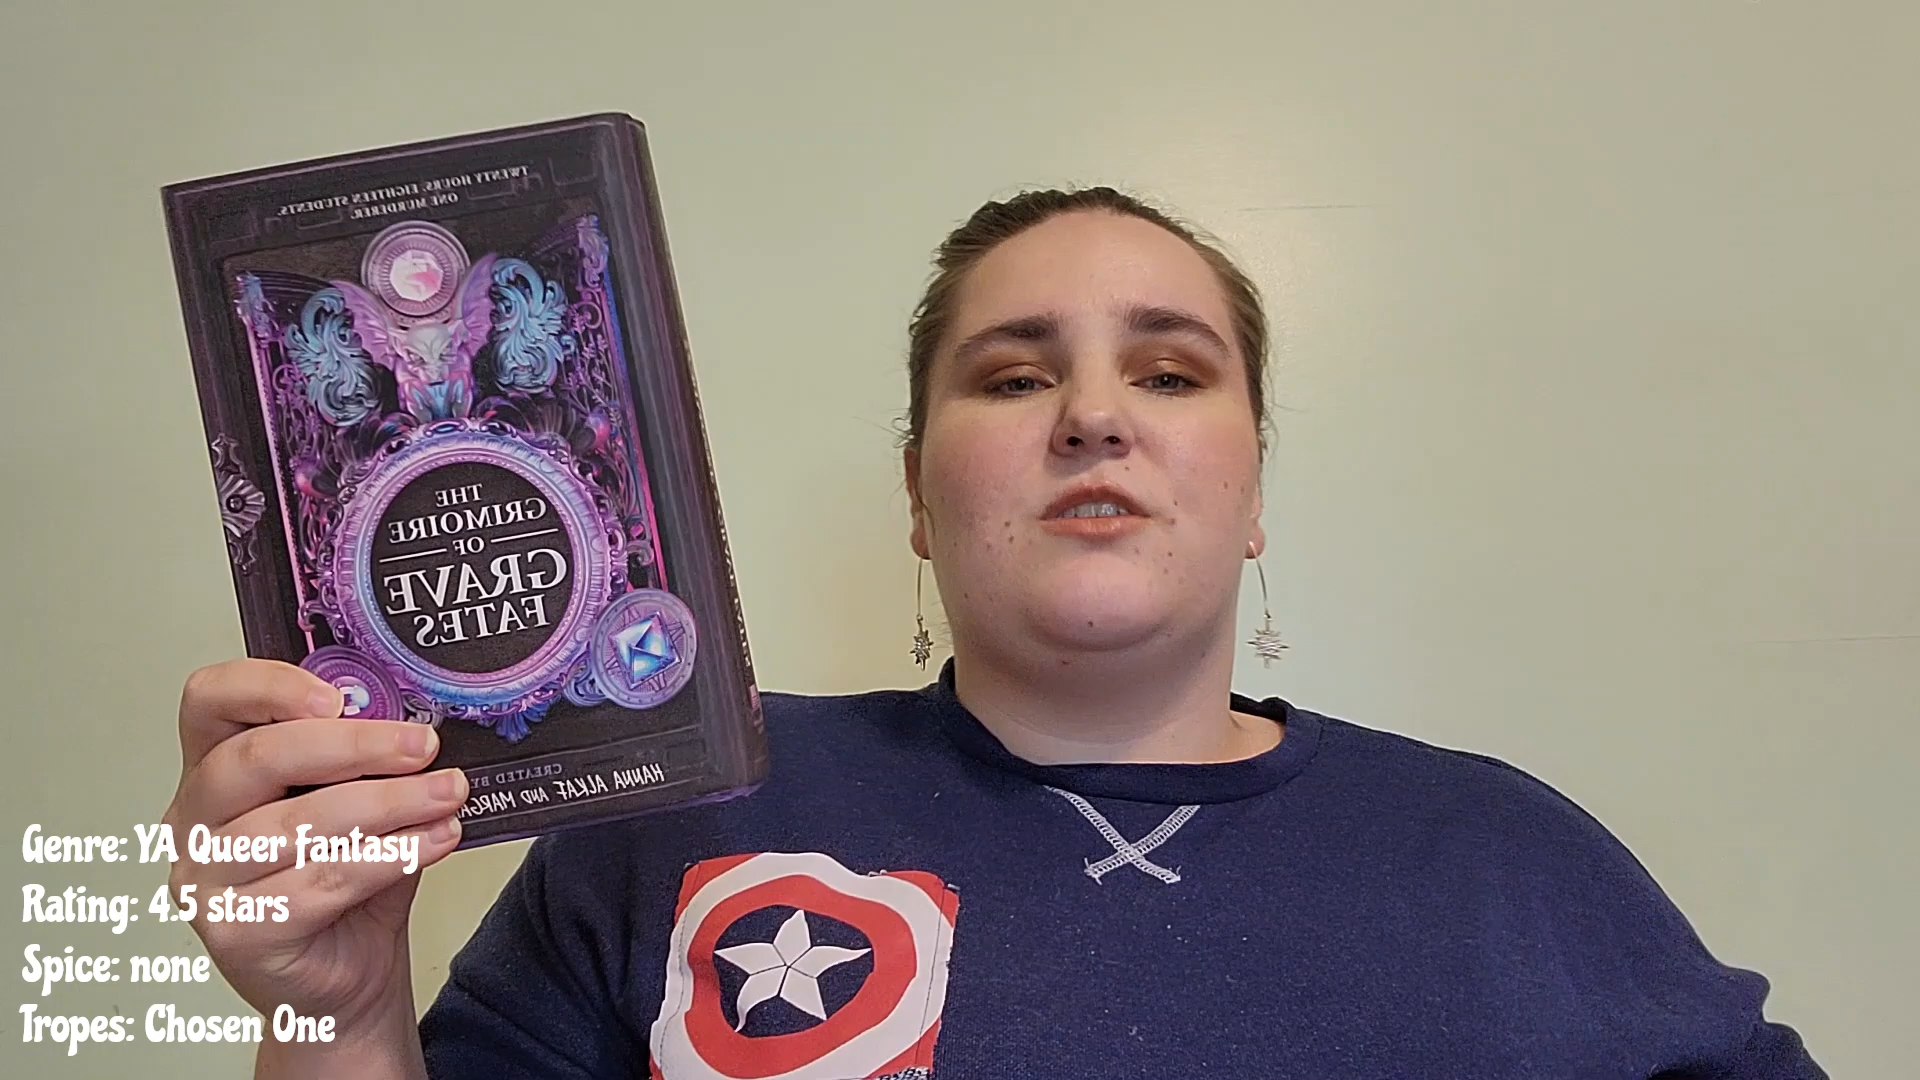 TWENTY HOURS. EIGHTEEN STUDENTS.
ONE MURDERER.
THE
GRIMOIRE
OF
GRAVE
FATES
CREATED BY
HANNA ALKAF AND
Genre: YA Queer Fantasy
Rating: 4.5 stars
Spice: none
Tropes: Chosen One